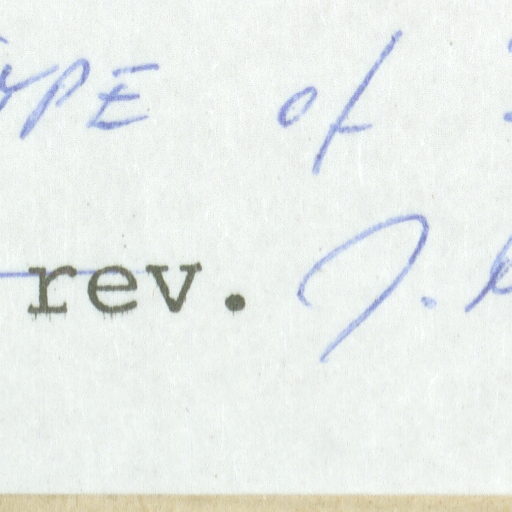 YPE of
rev. J.